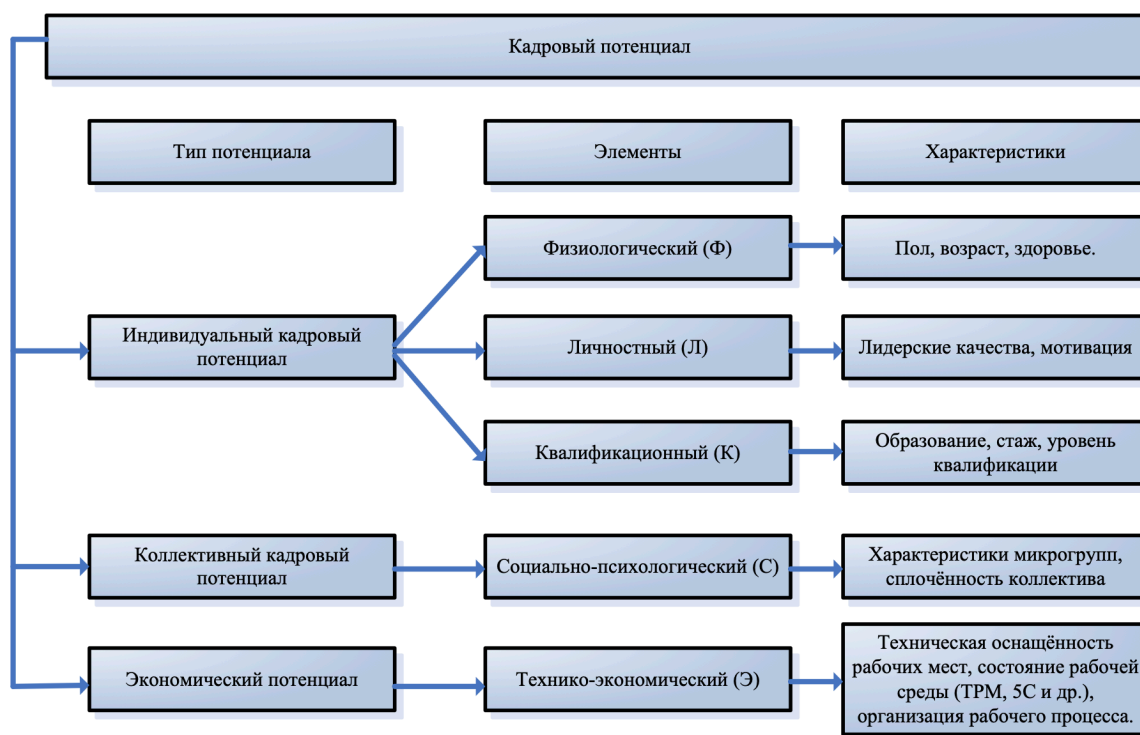 Кадровый потенциал
Тип потенциала
Элементы
Характеристики
Физиологический (Ф)
Пол, возраст, здоровье.
Индивидуальный кадровый
потенциал
Личностный (Л)
Лидерские качества, мотивация
Квалификационный (К)
Образование, стаж, уровень
квалификации
Коллективный кадровый
потенциал
Социально-психологический (С)
Характеристики микрогрупп,
сплочённость коллектива
Экономический потенциал
Технико-экономический (Э)
Техническая оснащённость
рабочих мест, состояние рабочей
среды (ТРМ, 5С и др.),
организация рабочего процесса.